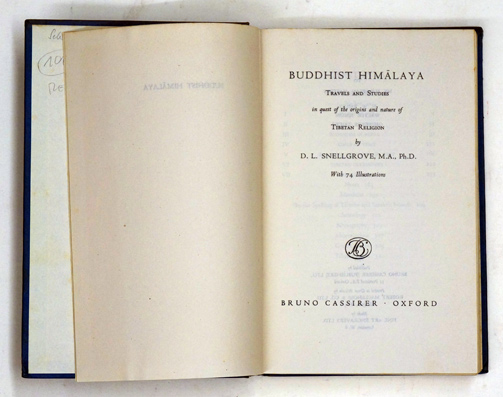 BUDDHIST HIMĀLAYA
TRAVELS AND STUDIES
in quest of the origins and nature of
TIBETAN RELIGION
by
D. L. SNELLGROVE, M.A., Ph.D.
With 74 Illustrations
BRUNO CASSIRER · OXFORD